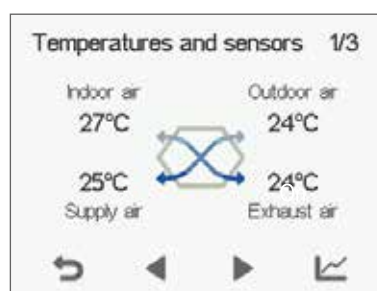 Temperatures and sensors 1/3
Indoor air Outdoor air
27°C 24°C
25°C 24°C
Supply air Exhaust air